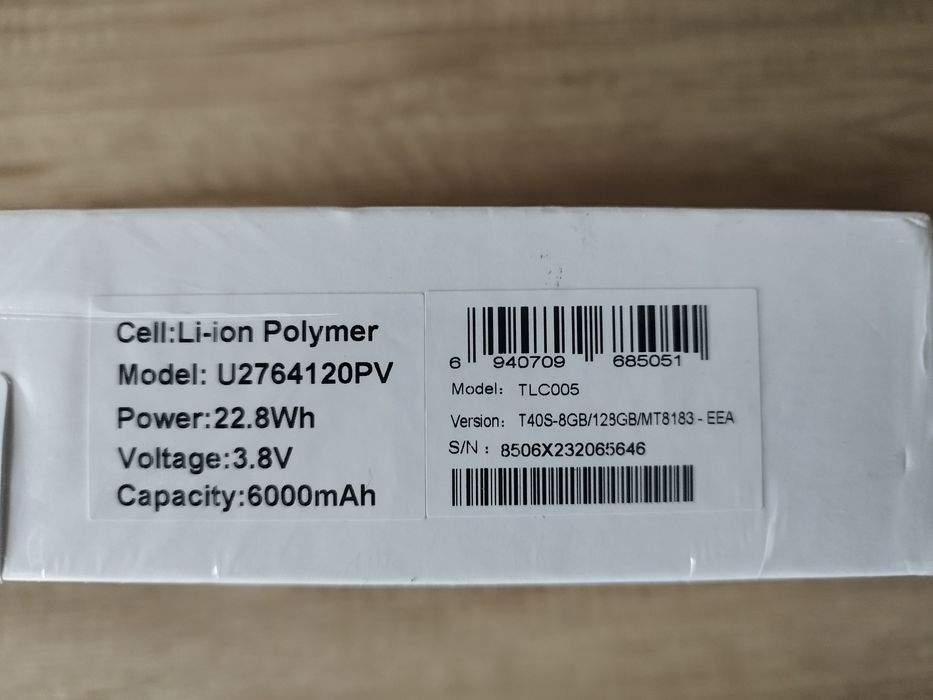 Cell:Li-ion Polymer
Model: U2764120PV
Power:22.8Wh
Voltage:3.8V
Capacity:6000mAh
6 940709 685051
Model: TLC005
Version: T40S-8GB/128GB/MT8183 - EEA
S/N : 8506X232065646